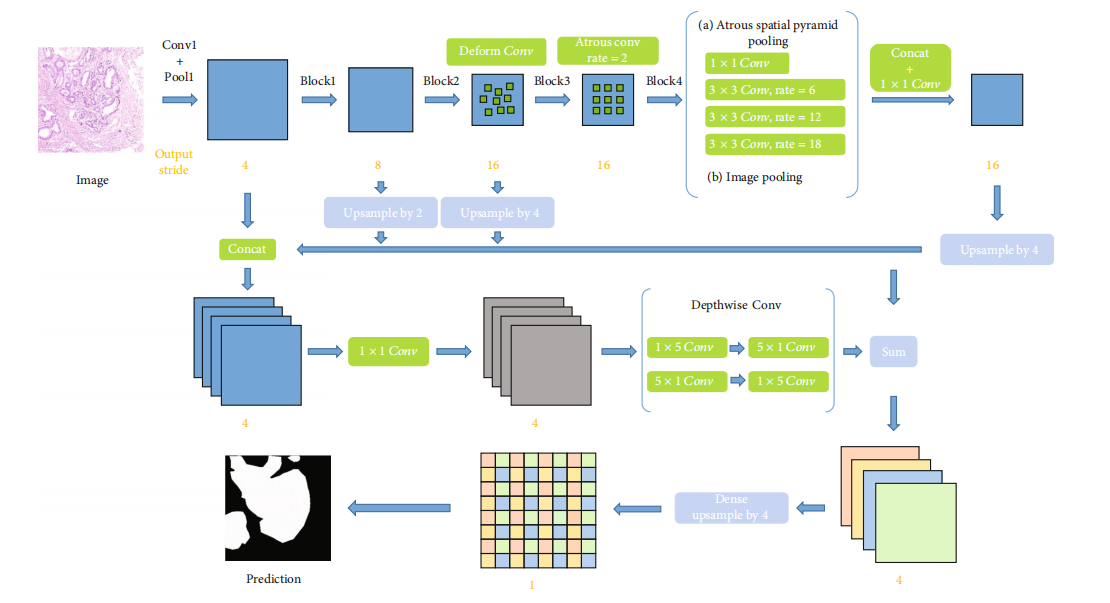 Conv1
+
Pool1
Block1
Block2
Deform Conv
Block3
Atrous conv
rate = 2
Block4
(a) Atrous spatial pyramid
pooling
1 × 1 Conv
3 × 3 Conv, rate = 6
3 × 3 Conv, rate = 12
3 × 3 Conv, rate = 18
(b) Image pooling
Concat
+
1 × 1 Conv
Image
Output
stride
4
8
16
16
16
Upsample by 2
Upsample by 4
Concat
Upsample by 4
1 × 1 Conv
Depthwise Conv
1 × 5 Conv
5 × 1 Conv
5 × 1 Conv
1 × 5 Conv
Sum
4
4
Dense
upsample by 4
Prediction
1
4